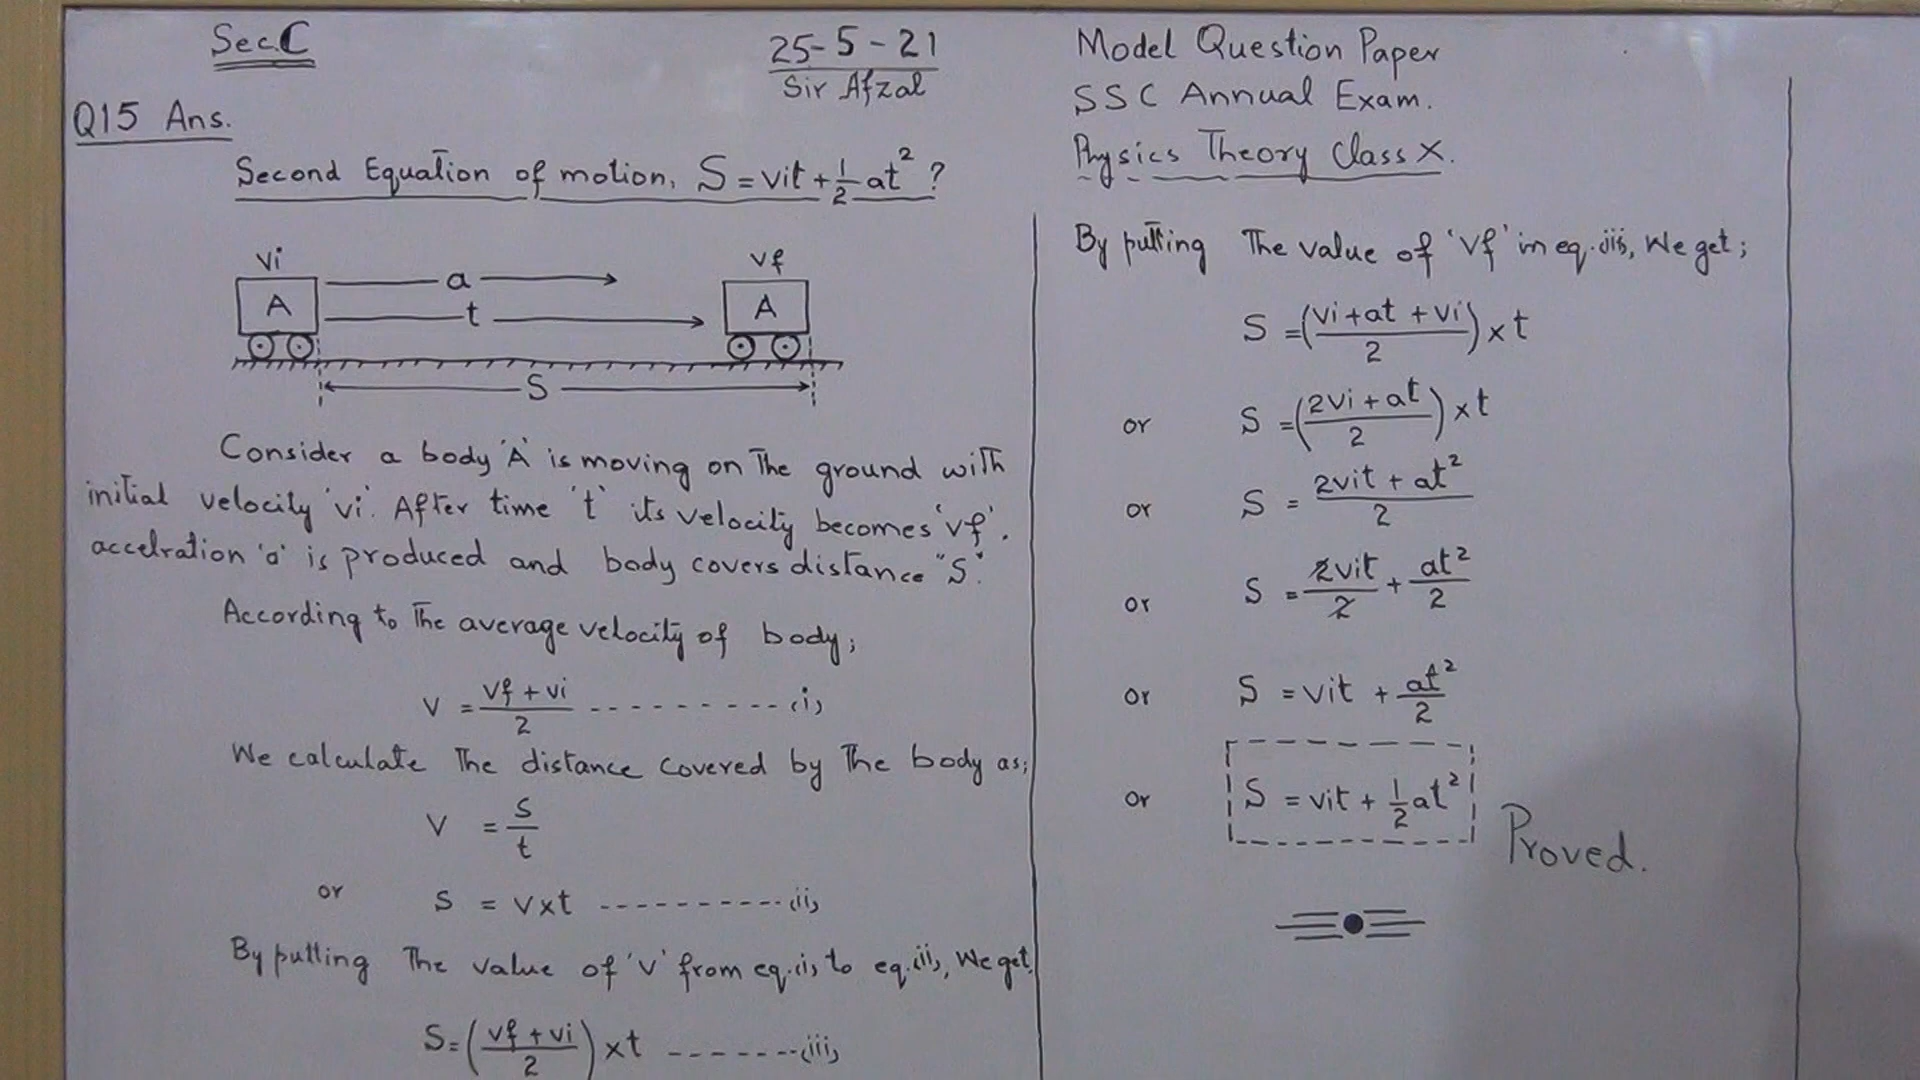 Sec.C
25-5-21
Sir Afzal
Q15 Ans.
Second Equation of motion, S = vit + 1/2 at² ?
vi a vf
A t A
S
Consider a body 'A' is moving on The ground with
initial velocity 'vi'. After time 't' its velocity becomes 'vf'.
accelration 'a' is produced and body covers distance "S".
According to The average velocity of body;
V = (vf + vi)/2 ---------- (i)
We calculate The distance covered by The body as;
V = S/t
or S = v×t ----------- (ii)
By putting The value of 'v' from eq.(i) to eq.(ii), We get,
S = ((vf + vi)/2) × t ------- (iii)
Model Question Paper
SSC Annual Exam.
Physics Theory Class X.
By putting The value of 'vf' in eq.(iii), We get;
S = ((vi + at + vi)/2) × t
or S = ((2vi + at)/2) × t
or S = (2vit + at²)/2
or S = 2vit/2 + at²/2
or S = vit + at²/2
or S = vit + 1/2 at²
Proved.